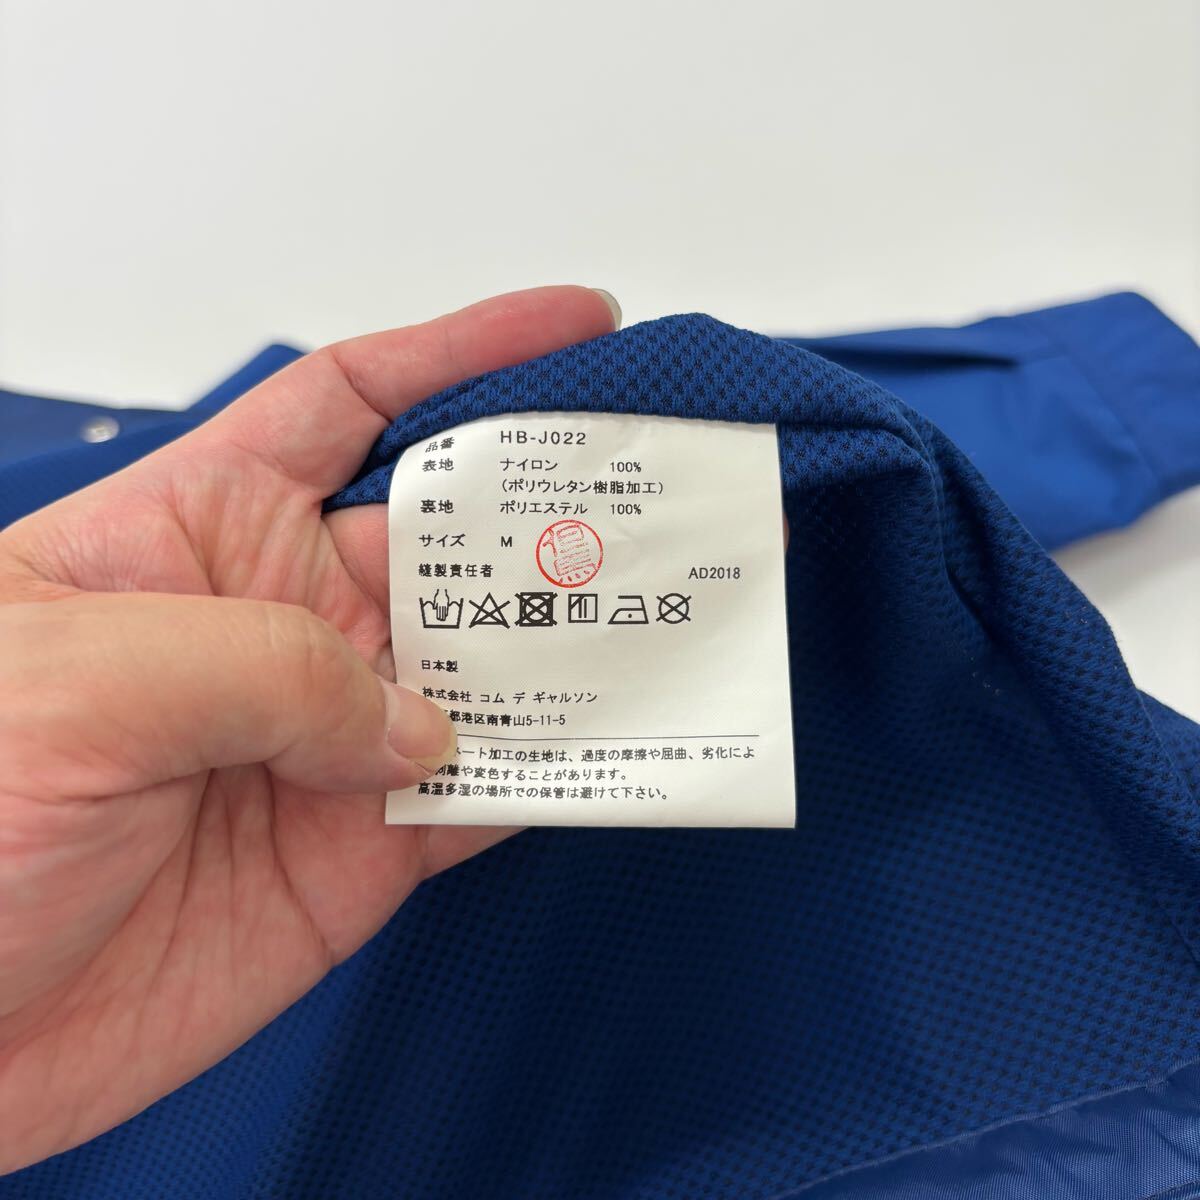 品番 HB-J022
表地 ナイロン 100%
(ポリウレタン樹脂加工)
裏地 ポリエステル 100%
サイズ M
縫製責任者 AD2018
日本製
株式会社 コム デ ギャルソン
都港区南青山5-11-5
ート加工の生地は、過度の摩擦や屈曲、劣化によ
剥離や変色することがあります。
高温多湿の場所での保管は避けて下さい。